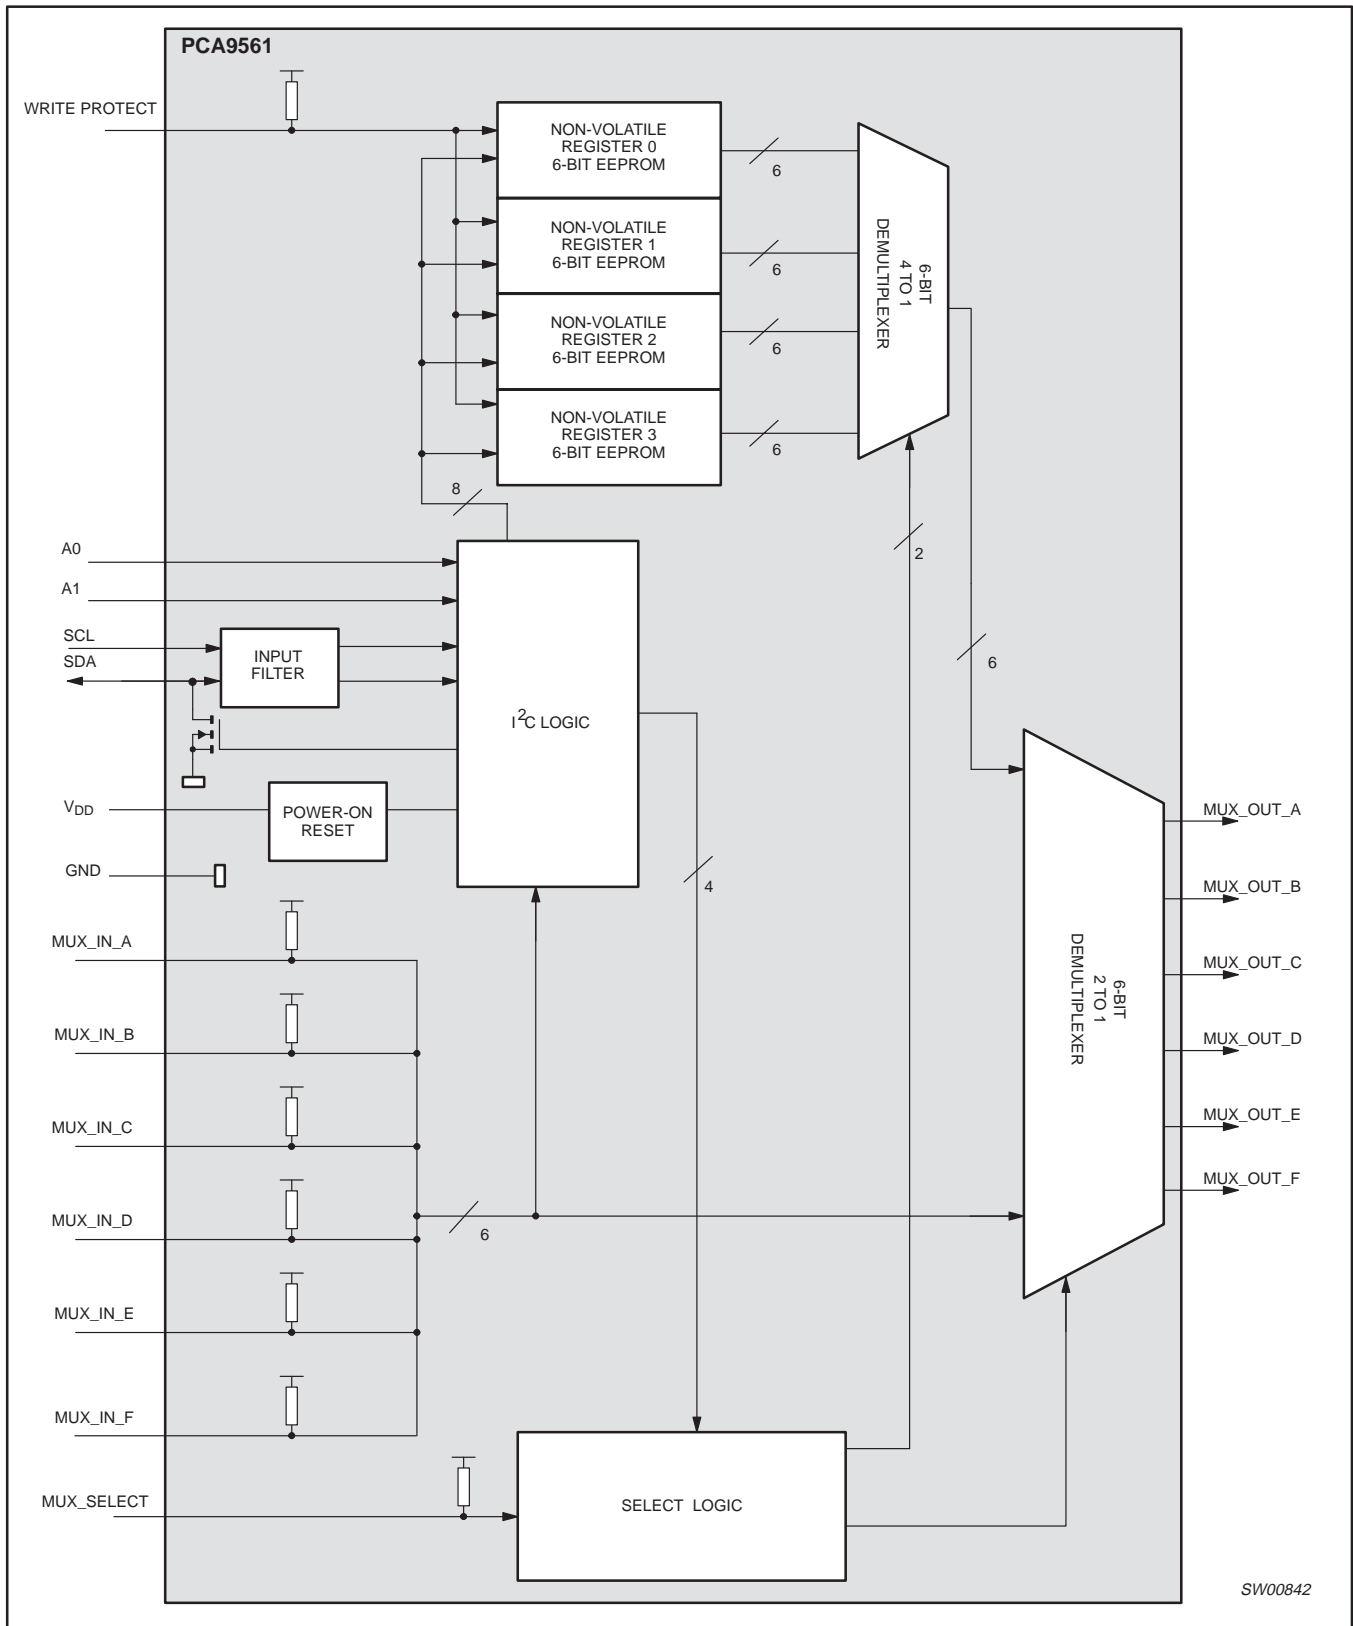 PCA9561
WRITE PROTECT
NON-VOLATILE
REGISTER 0
6-BIT EEPROM
6
NON-VOLATILE
REGISTER 1
6-BIT EEPROM
6
NON-VOLATILE
REGISTER 2
6-BIT EEPROM
6
NON-VOLATILE
REGISTER 3
6-BIT EEPROM
6
6-BIT
4 TO 1
DEMULTIPLEXER
8
2
A0
A1
SCL
SDA
INPUT
FILTER
I2C LOGIC
6
VDD
POWER-ON
RESET
GND
4
MUX_IN_A
MUX_IN_B
MUX_IN_C
MUX_IN_D
MUX_IN_E
MUX_IN_F
6
6-BIT
2 TO 1
DEMULTIPLEXER
MUX_OUT_A
MUX_OUT_B
MUX_OUT_C
MUX_OUT_D
MUX_OUT_E
MUX_OUT_F
MUX_SELECT
SELECT LOGIC
SW00842